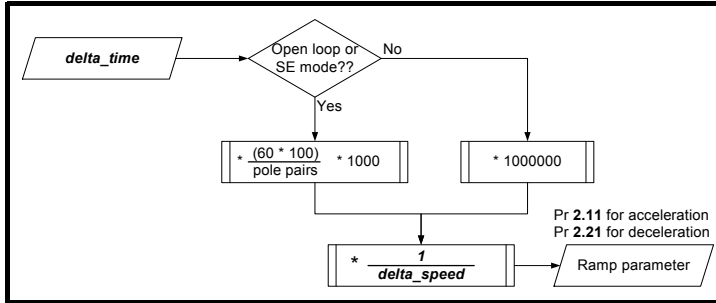 delta_time
Open loop or
SE mode??
No
Yes
* (60 * 100) * 1000
pole pairs
* 1000000
Pr 2.11 for acceleration
Pr 2.21 for deceleration
* 1
delta_speed
Ramp parameter